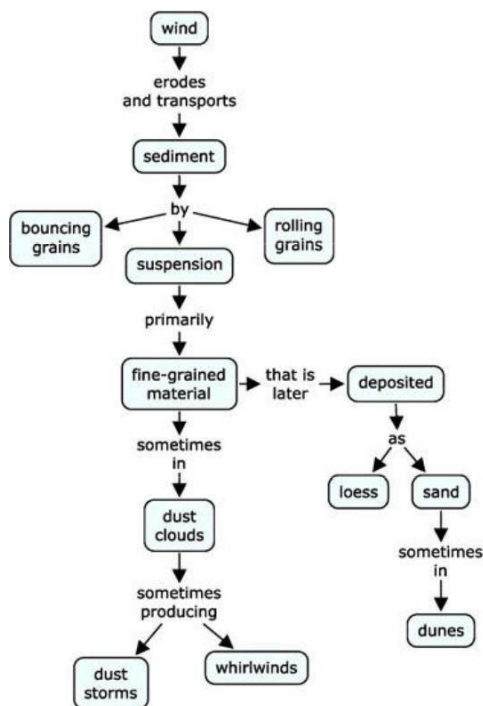 wind
erodes
and transports
sediment
by
bouncing
grains
rolling
grains
suspension
primarily
fine-grained
material
that is
later
deposited
sometimes
in
as
loess
sand
dust
clouds
sometimes
in
sometimes
producing
dunes
dust
storms
whirlwinds